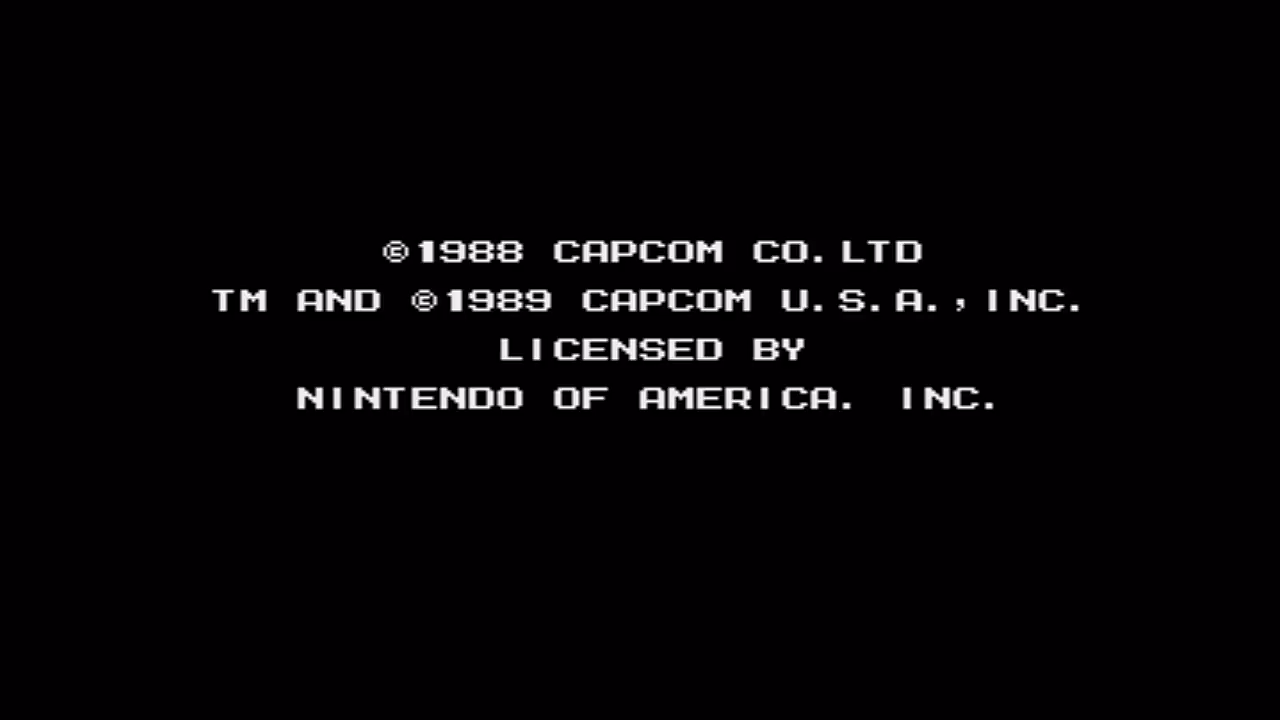 ©1988 CAPCOM CO.LTD
TM AND ©1989 CAPCOM U.S.A.,INC.
LICENSED BY
NINTENDO OF AMERICA. INC.